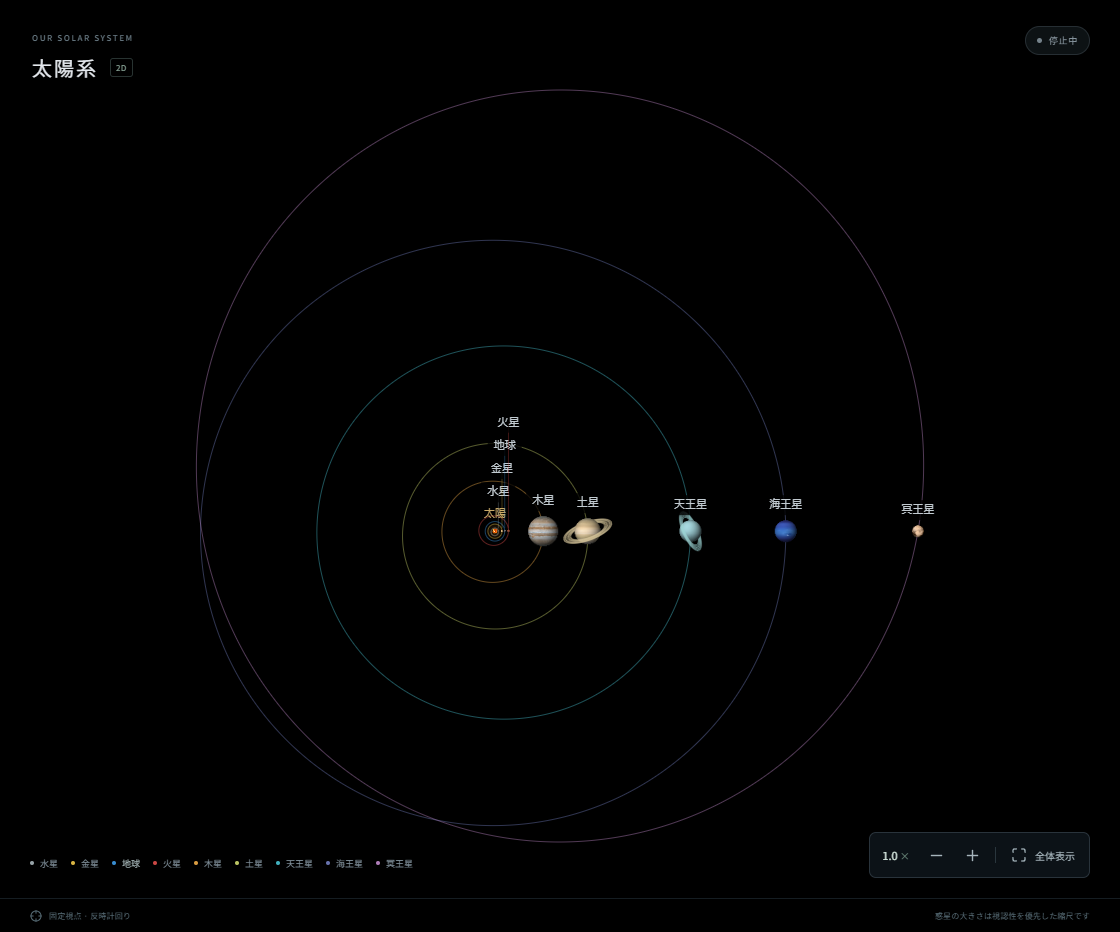 OUR SOLAR SYSTEM
太陽系 2D
停止中
火星
地球
金星
水星
太陽
木星
土星
天王星
海王星
冥王星
水星 金星 地球 火星 木星 土星 天王星 海王星 冥王星
1.0 × − + 全体表示
固定視点・反時計回り
惑星の大きさは視認性を優先した縮尺です